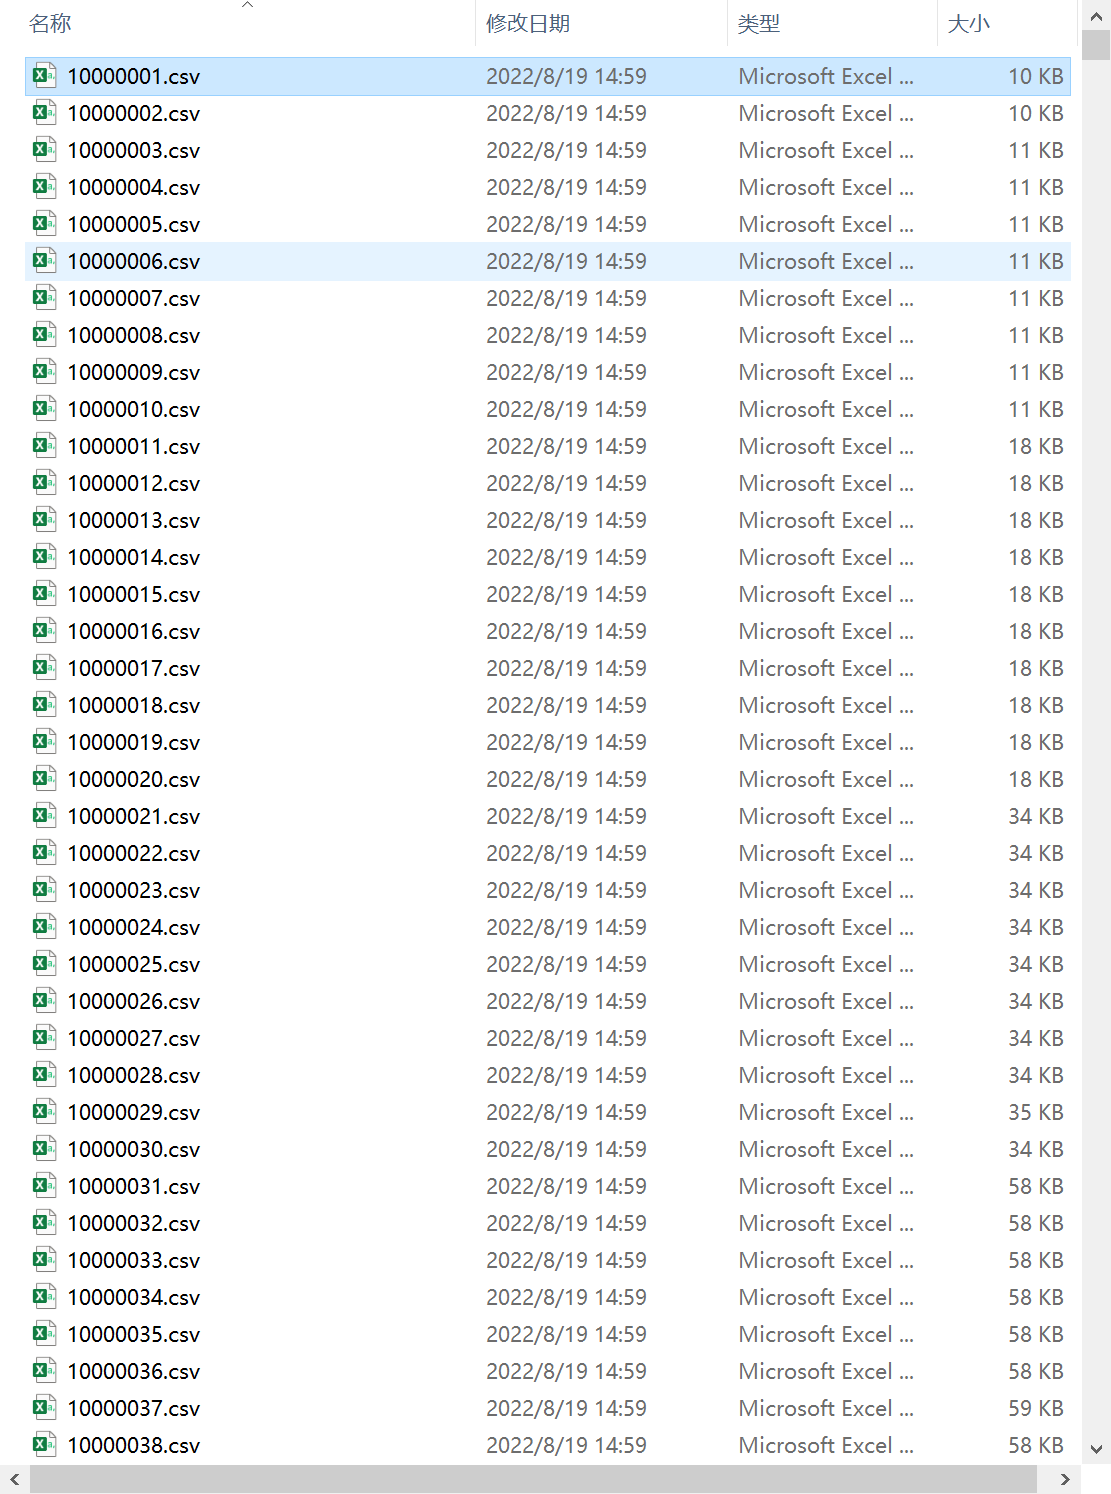 名称 修改日期 类型 大小
10000001.csv 2022/8/19 14:59 Microsoft Excel ... 10 KB
10000002.csv 2022/8/19 14:59 Microsoft Excel ... 10 KB
10000003.csv 2022/8/19 14:59 Microsoft Excel ... 11 KB
10000004.csv 2022/8/19 14:59 Microsoft Excel ... 11 KB
10000005.csv 2022/8/19 14:59 Microsoft Excel ... 11 KB
10000006.csv 2022/8/19 14:59 Microsoft Excel ... 11 KB
10000007.csv 2022/8/19 14:59 Microsoft Excel ... 11 KB
10000008.csv 2022/8/19 14:59 Microsoft Excel ... 11 KB
10000009.csv 2022/8/19 14:59 Microsoft Excel ... 11 KB
10000010.csv 2022/8/19 14:59 Microsoft Excel ... 11 KB
10000011.csv 2022/8/19 14:59 Microsoft Excel ... 18 KB
10000012.csv 2022/8/19 14:59 Microsoft Excel ... 18 KB
10000013.csv 2022/8/19 14:59 Microsoft Excel ... 18 KB
10000014.csv 2022/8/19 14:59 Microsoft Excel ... 18 KB
10000015.csv 2022/8/19 14:59 Microsoft Excel ... 18 KB
10000016.csv 2022/8/19 14:59 Microsoft Excel ... 18 KB
10000017.csv 2022/8/19 14:59 Microsoft Excel ... 18 KB
10000018.csv 2022/8/19 14:59 Microsoft Excel ... 18 KB
10000019.csv 2022/8/19 14:59 Microsoft Excel ... 18 KB
10000020.csv 2022/8/19 14:59 Microsoft Excel ... 18 KB
10000021.csv 2022/8/19 14:59 Microsoft Excel ... 34 KB
10000022.csv 2022/8/19 14:59 Microsoft Excel ... 34 KB
10000023.csv 2022/8/19 14:59 Microsoft Excel ... 34 KB
10000024.csv 2022/8/19 14:59 Microsoft Excel ... 34 KB
10000025.csv 2022/8/19 14:59 Microsoft Excel ... 34 KB
10000026.csv 2022/8/19 14:59 Microsoft Excel ... 34 KB
10000027.csv 2022/8/19 14:59 Microsoft Excel ... 34 KB
10000028.csv 2022/8/19 14:59 Microsoft Excel ... 34 KB
10000029.csv 2022/8/19 14:59 Microsoft Excel ... 35 KB
10000030.csv 2022/8/19 14:59 Microsoft Excel ... 34 KB
10000031.csv 2022/8/19 14:59 Microsoft Excel ... 58 KB
10000032.csv 2022/8/19 14:59 Microsoft Excel ... 58 KB
10000033.csv 2022/8/19 14:59 Microsoft Excel ... 58 KB
10000034.csv 2022/8/19 14:59 Microsoft Excel ... 58 KB
10000035.csv 2022/8/19 14:59 Microsoft Excel ... 58 KB
10000036.csv 2022/8/19 14:59 Microsoft Excel ... 58 KB
10000037.csv 2022/8/19 14:59 Microsoft Excel ... 59 KB
10000038.csv 2022/8/19 14:59 Microsoft Excel ... 58 KB